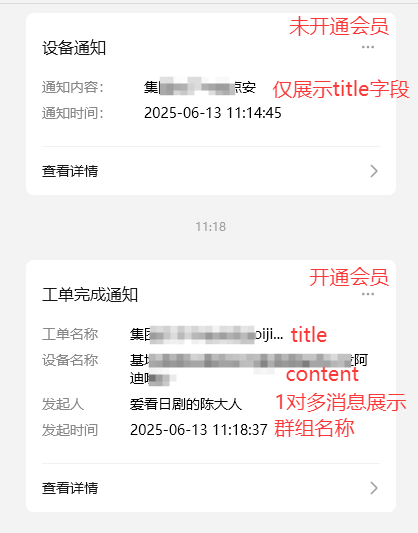 未开通会员
设备通知
通知内容： 集 京安 仅展示title字段
通知时间： 2025-06-13 11:14:45
查看详情
11:18
开通会员
工单完成通知
工单名称 集 oiji... title
设备名称 基 阿
迪 content
发起人 爱看日剧的陈大人 1对多消息展示
发起时间 2025-06-13 11:18:37 群组名称
查看详情